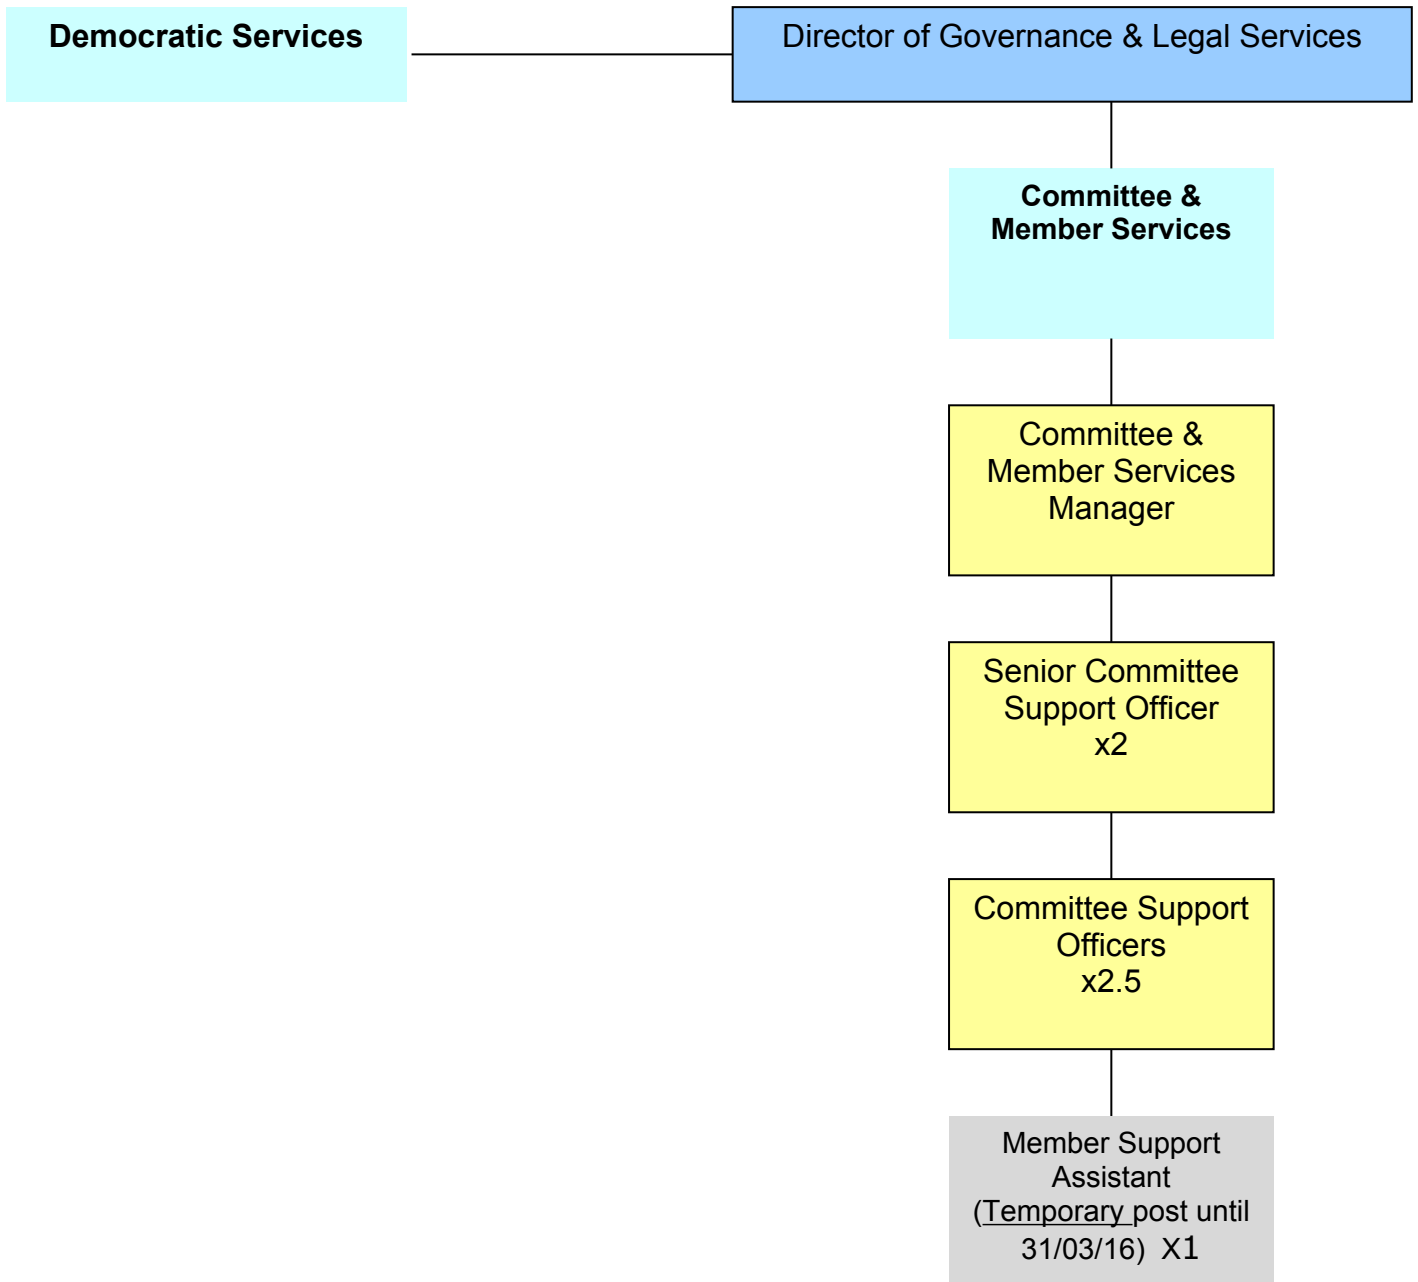 Democratic Services
Director of Governance & Legal Services
Committee &
Member Services
Committee &
Member Services
Manager
Senior Committee
Support Officer
x2
Committee Support
Officers
x2.5
Member Support
Assistant
(Temporary post until
31/03/16) X1